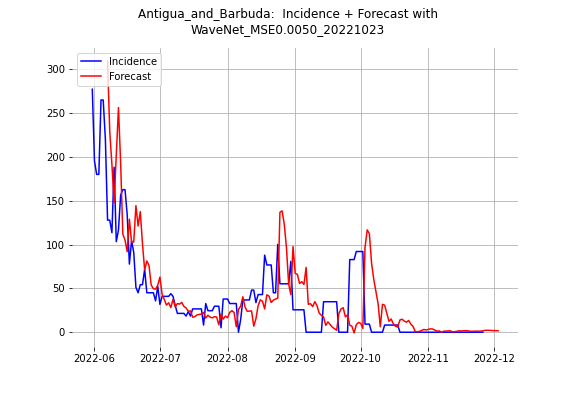 Antigua_and_Barbuda:  Incidence + Forecast with
WaveNet_MSE0.0050_20221023
Incidence
Forecast
300
250
200
150
100
50
0
2022-06 2022-07 2022-08 2022-09 2022-10 2022-11 2022-12